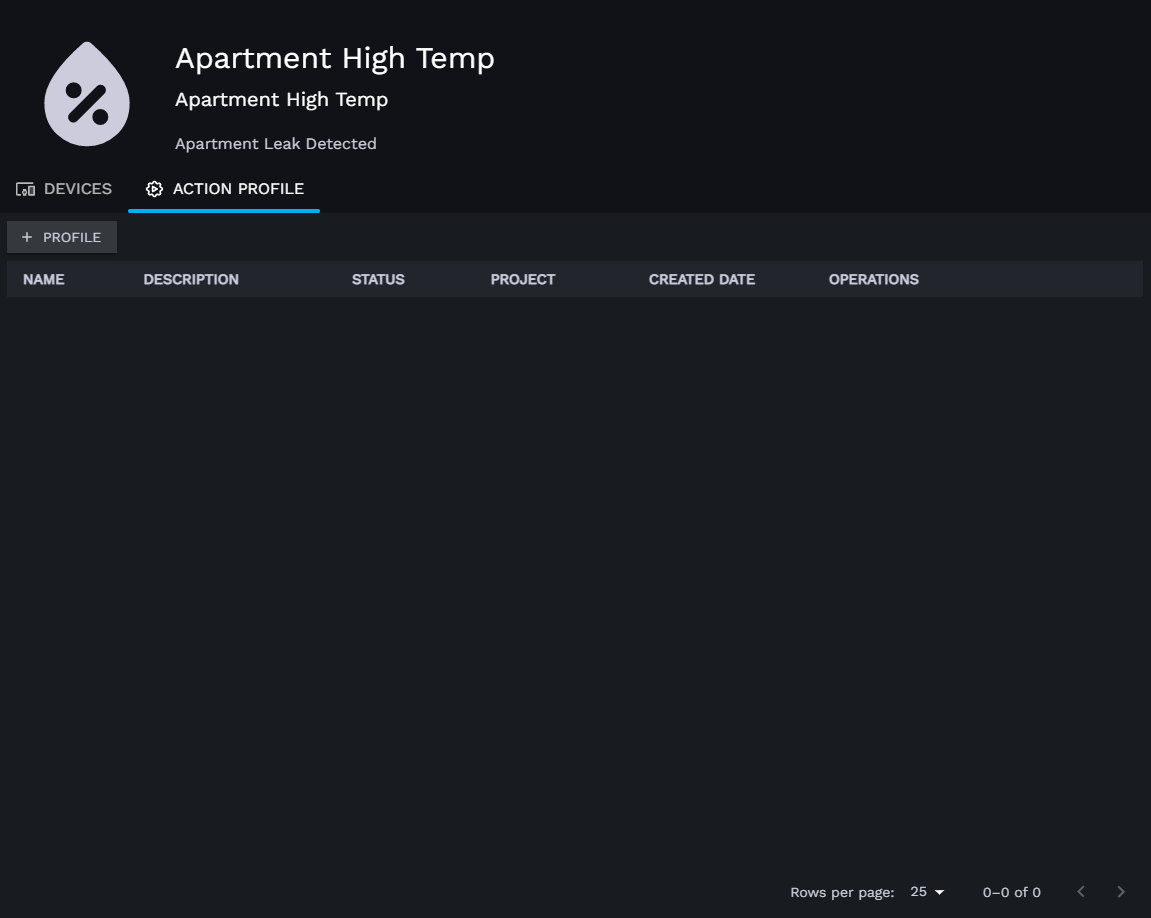 Apartment High Temp
Apartment High Temp
Apartment Leak Detected
DEVICES ACTION PROFILE
+ PROFILE
NAME DESCRIPTION STATUS PROJECT CREATED DATE OPERATIONS
Rows per page: 25 0–0 of 0